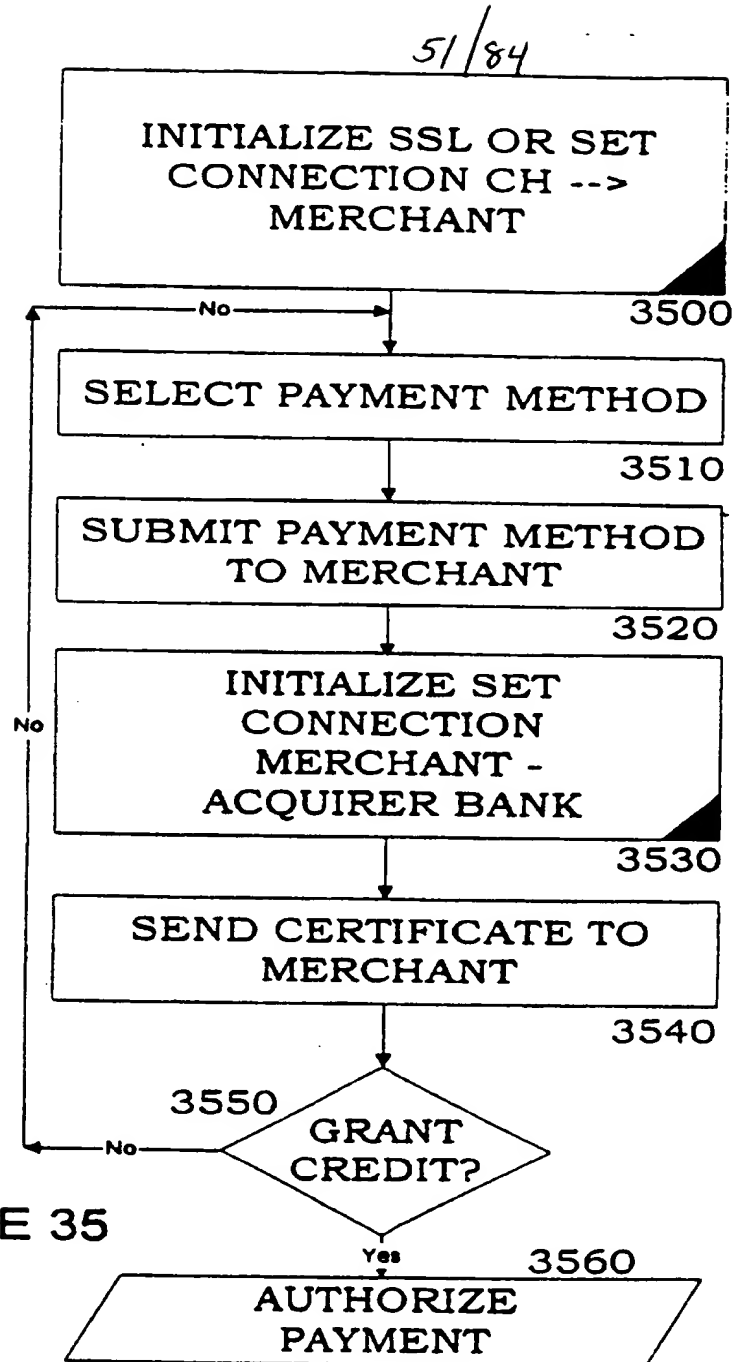 51/84
INITIALIZE SSL OR SET
CONNECTION CH -->
MERCHANT
3500
No
SELECT PAYMENT METHOD
3510
SUBMIT PAYMENT METHOD
TO MERCHANT
3520
INITIALIZE SET
CONNECTION
MERCHANT -
ACQUIRER BANK
No
3530
SEND CERTIFICATE TO
MERCHANT
3540
3550
GRANT
CREDIT?
No
E 35
Yes
3560
AUTHORIZE
PAYMENT